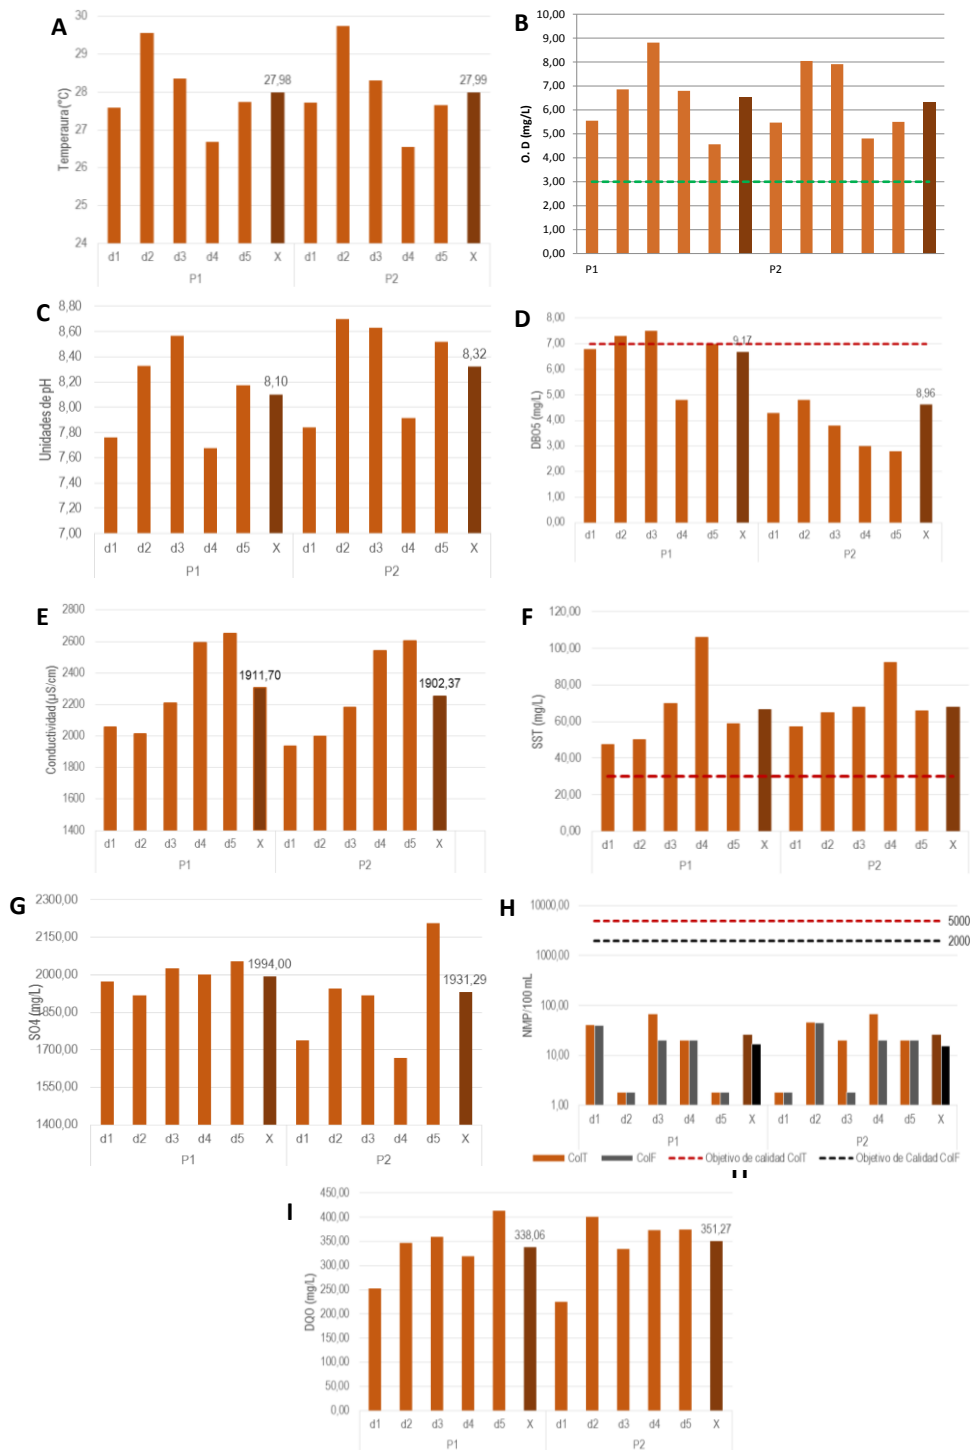 A
30
29
28
27
26
25
24
Temperaura (°C)
27,98
27,99
d1 d2 d3 d4 d5 X d1 d2 d3 d4 d5 X
P1 P2
B
10,00
9,00
8,00
7,00
6,00
5,00
4,00
3,00
2,00
1,00
0,00
O. D (mg/L)
P1 P2
C
8,80
8,60
8,40
8,20
8,00
7,80
7,60
7,40
7,20
7,00
Unidades de pH
8,10
8,32
d1 d2 d3 d4 d5 X d1 d2 d3 d4 d5 X
P1 P2
D
8,00
7,00
6,00
5,00
4,00
3,00
2,00
1,00
0,00
DBO5 (mg/L)
9,17
8,96
d1 d2 d3 d4 d5 X d1 d2 d3 d4 d5 X
P1 P2
E
2800
2600
2400
2200
2000
1800
1600
1400
Conductividad (µS/cm)
1911,70
1902,37
d1 d2 d3 d4 d5 X d1 d2 d3 d4 d5 X
P1 P2
F
120,00
100,00
80,00
60,00
40,00
20,00
0,00
SST (mg/L)
d1 d2 d3 d4 d5 X d1 d2 d3 d4 d5 X
P1 P2
G
2300,00
2150,00
2000,00
1850,00
1700,00
1550,00
1400,00
SO4 (mg/L)
1994,00
1931,29
d1 d2 d3 d4 d5 X d1 d2 d3 d4 d5 X
P1 P2
H
10000,00
1000,00
100,00
10,00
1,00
NMP/100 mL
5000
2000
d1 d2 d3 d4 d5 X d1 d2 d3 d4 d5 X
P1 P2
ColT ColF Objetivo de calidad ColT Objetivo de Calidad ColF
I
450,00
400,00
350,00
300,00
250,00
200,00
150,00
100,00
50,00
0,00
DQO (mg/L)
338,06
351,27
d1 d2 d3 d4 d5 X d1 d2 d3 d4 d5 X
P1 P2